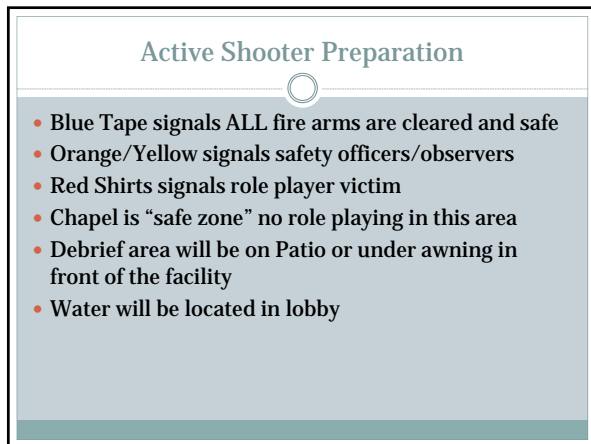 Active Shooter Preparation
• Blue Tape signals ALL fire arms are cleared and safe
• Orange/Yellow signals safety officers/observers
• Red Shirts signals role player victim
• Chapel is “safe zone” no role playing in this area
• Debrief area will be on Patio or under awning in
front of the facility
• Water will be located in lobby